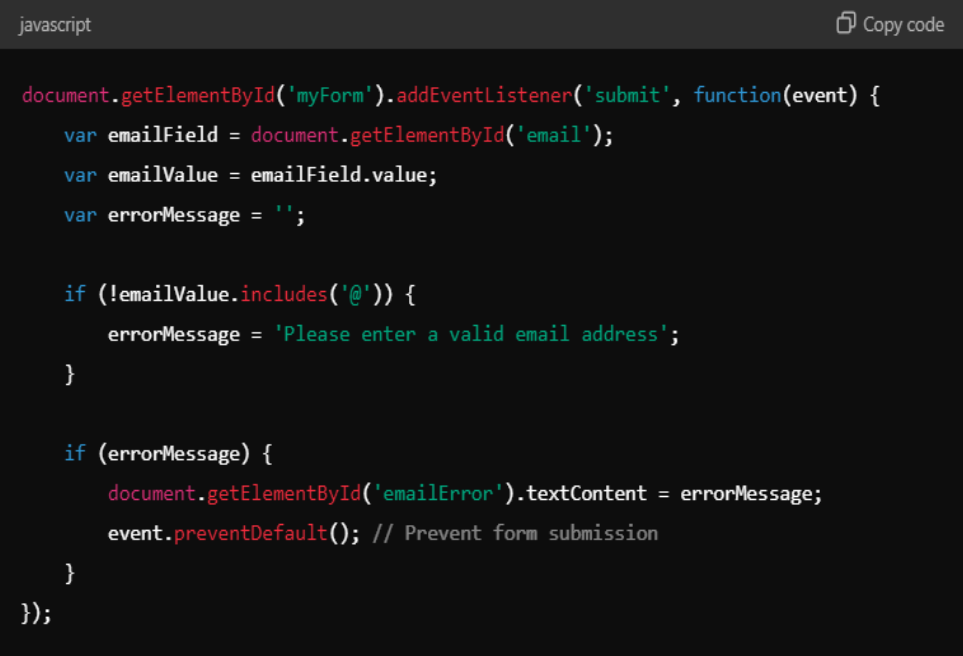 javascript
Copy code
document.getElementById('myForm').addEventListener('submit', function(event) {
    var emailField = document.getElementById('email');
    var emailValue = emailField.value;
    var errorMessage = '';
    if (!emailValue.includes('@')) {
        errorMessage = 'Please enter a valid email address';
    }
    if (errorMessage) {
        document.getElementById('emailError').textContent = errorMessage;
        event.preventDefault(); // Prevent form submission
    }
});